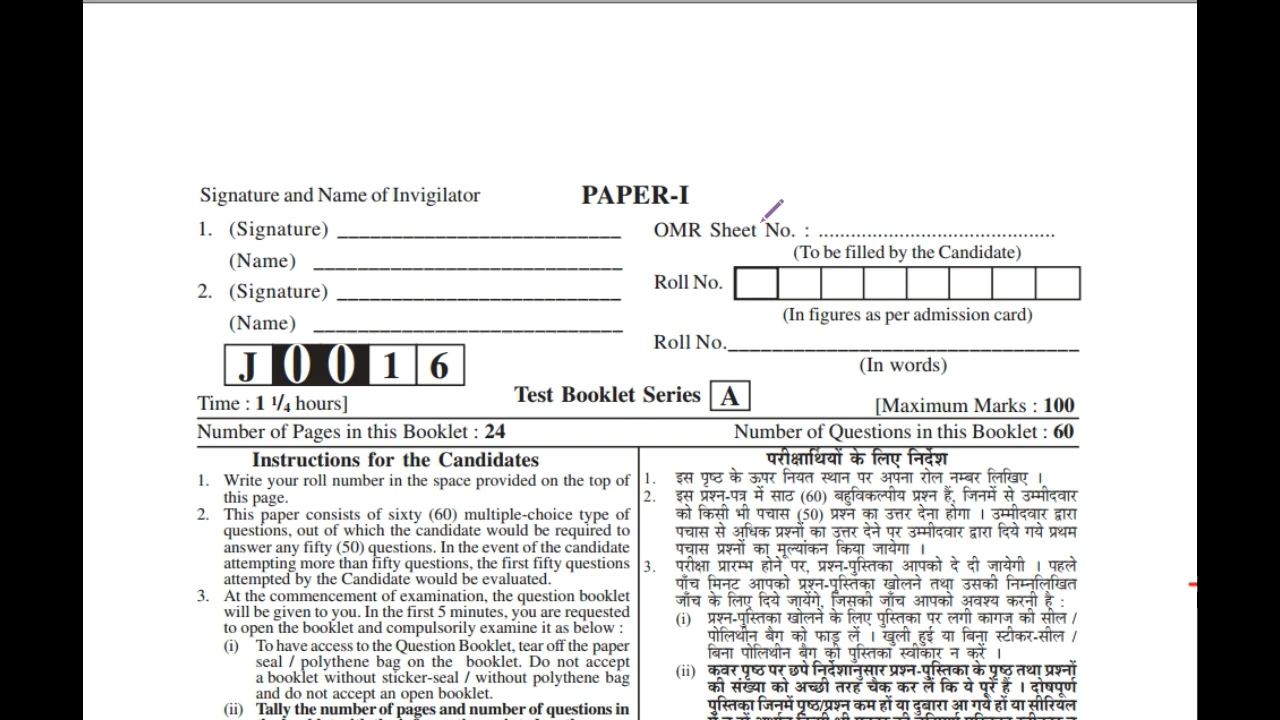 Signature and Name of Invigilator
PAPER-I
1. (Signature) __________________________
(Name) ____________________________
2. (Signature) __________________________
(Name) ____________________________
OMR Sheet No. : ............................................
(To be filled by the Candidate)
Roll No.
(In figures as per admission card)
Roll No.________________________________
(In words)
J 0 0 1 6
Time : 1 1/4 hours]
Test Booklet Series A
[Maximum Marks : 100
Number of Pages in this Booklet : 24
Number of Questions in this Booklet : 60
Instructions for the Candidates
1. Write your roll number in the space provided on the top of
this page.
2. This paper consists of sixty (60) multiple-choice type of
questions, out of which the candidate would be required to
answer any fifty (50) questions. In the event of the candidate
attempting more than fifty questions, the first fifty questions
attempted by the Candidate would be evaluated.
3. At the commencement of examination, the question booklet
will be given to you. In the first 5 minutes, you are requested
to open the booklet and compulsorily examine it as below :
(i) To have access to the Question Booklet, tear off the paper
seal / polythene bag on the booklet. Do not accept
a booklet without sticker-seal / without polythene bag
and do not accept an open booklet.
(ii) Tally the number of pages and number of questions in
परीक्षार्थियों के लिए निर्देश
1. इस पृष्ठ के ऊपर नियत स्थान पर अपना रोल नम्बर लिखिए ।
2. इस प्रश्न-पत्र में साठ (60) बहुविकल्पीय प्रश्न हैं, जिनमें से उम्मीदवार
को किसी भी पचास (50) प्रश्न का उत्तर देना होगा । उम्मीदवार द्वारा
पचास से अधिक प्रश्नों का उत्तर देने पर उम्मीदवार द्वारा दिये गये प्रथम
पचास प्रश्नों का मूल्यांकन किया जायेगा ।
3. परीक्षा प्रारम्भ होने पर, प्रश्न-पुस्तिका आपको दे दी जायेगी । पहले
पाँच मिनट आपको प्रश्न-पुस्तिका खोलने तथा उसकी निम्नलिखित
जाँच के लिए दिये जायेंगे, जिसकी जाँच आपको अवश्य करनी है :
(i) प्रश्न-पुस्तिका खोलने के लिए पुस्तिका पर लगी कागज की सील /
पोलिथीन बैग को फाड़ लें । खुली हुई या बिना स्टीकर-सील /
बिना पोलिथीन बैग की पुस्तिका स्वीकार न करें ।
(ii) कवर पृष्ठ पर छपे निर्देशानुसार प्रश्न-पुस्तिका के पृष्ठ तथा प्रश्नों
की संख्या को अच्छी तरह चैक कर लें कि ये पूरे हैं । दोषपूर्ण
पुस्तिका जिनमें पृष्ठ/प्रश्न कम हों या दुबारा आ गये हों या सीरियल